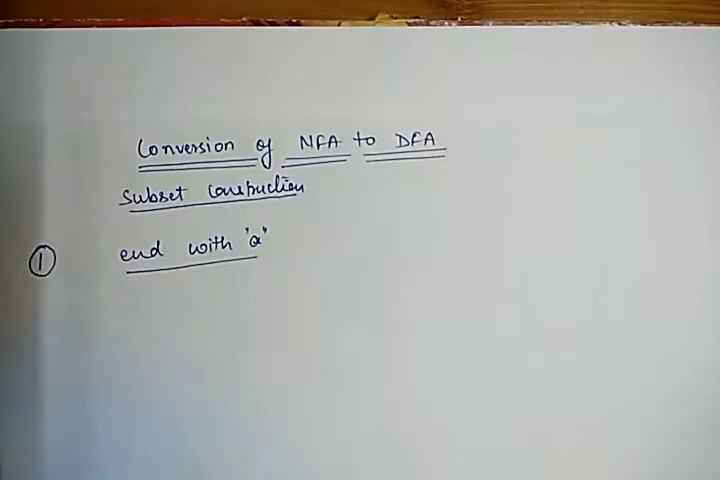 Conversion of NFA to DFA
Subset construction
① end with "a"